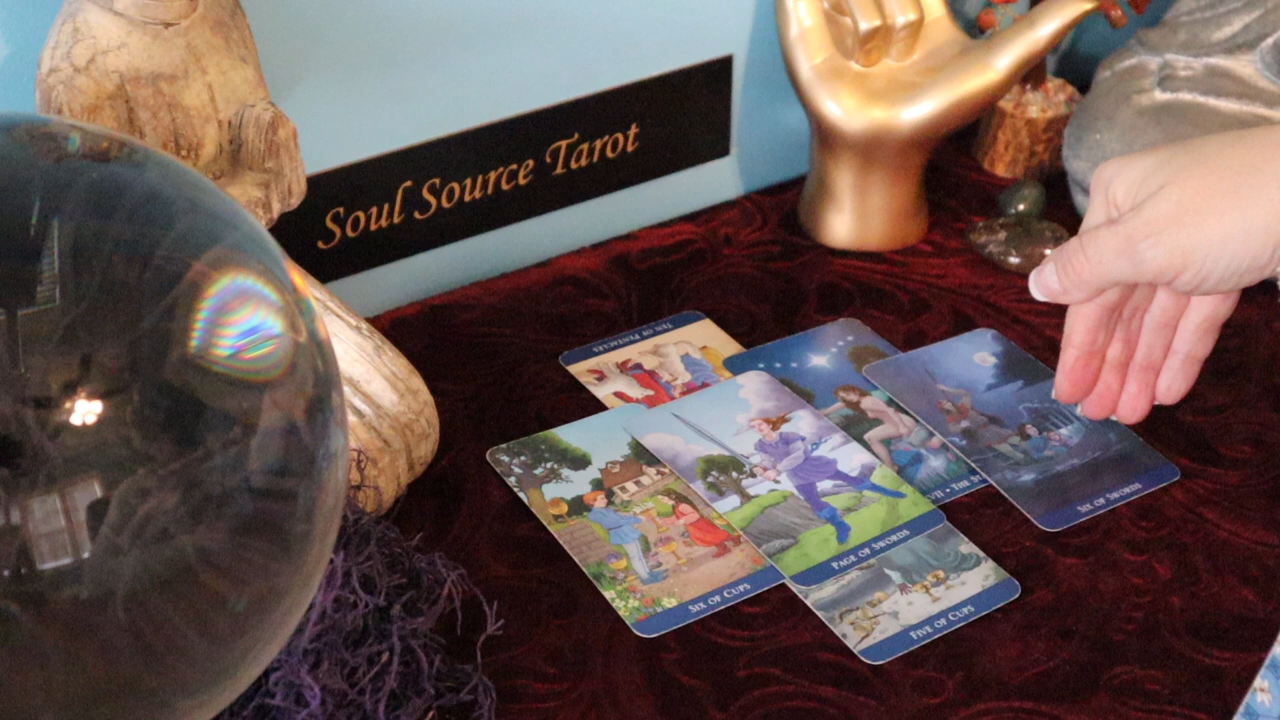 Soul Source Tarot
TEN OF PENTACLES
SIX OF SWORDS
PAGE OF SWORDS
SIX OF CUPS
FIVE OF CUPS